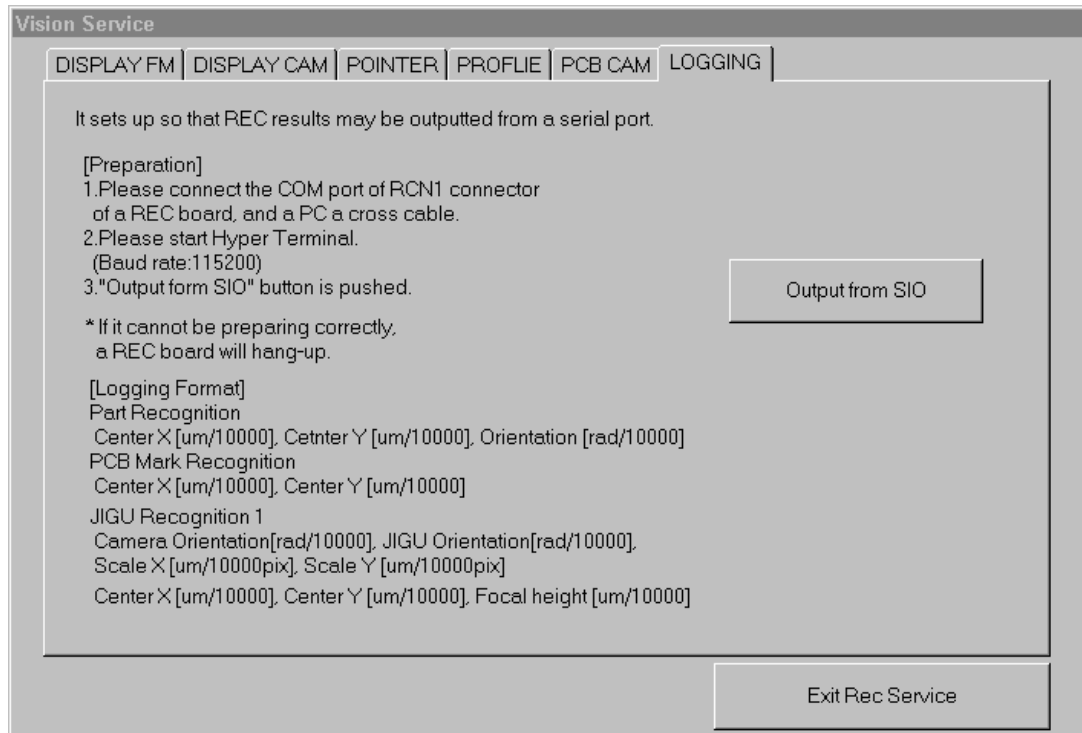 Vision Service
DISPLAY FM DISPLAY CAM POINTER PROFLIE PCB CAM LOGGING
It sets up so that REC results may be outputted from a serial port.
[Preparation]
1.Please connect the COM port of RCN1 connector
of a REC board, and a PC a cross cable.
2.Please start Hyper Terminal.
(Baud rate:115200)
3."Output form SIO" button is pushed.
Output from SIO
* If it cannot be preparing correctly,
a REC board will hang-up.
[Logging Format]
Part Recognition
Center X [um/10000], Cetnter Y [um/10000], Orientation [rad/10000]
PCB Mark Recognition
Center X [um/10000], Center Y [um/10000]
JIGU Recognition 1
Camera Orientation[rad/10000], JIGU Orientation[rad/10000],
Scale X [um/10000pix], Scale Y [um/10000pix]
Center X [um/10000], Center Y [um/10000], Focal height [um/10000]
Exit Rec Service